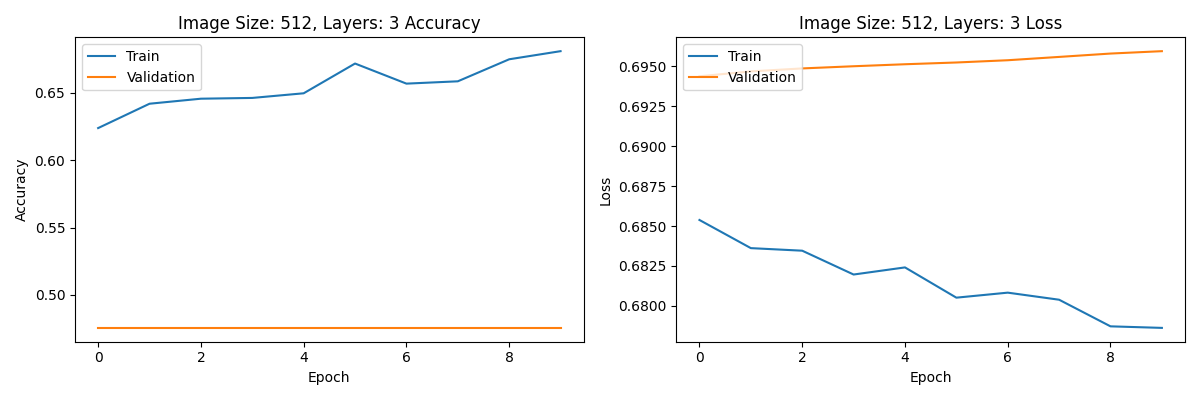 Image Size: 512, Layers: 3 Accuracy
Train
Validation
0.65
0.60
0.55
0.50
Accuracy
0 2 4 6 8
Epoch
Image Size: 512, Layers: 3 Loss
Train
Validation
0.6950
0.6925
0.6900
0.6875
0.6850
0.6825
0.6800
Loss
0 2 4 6 8
Epoch